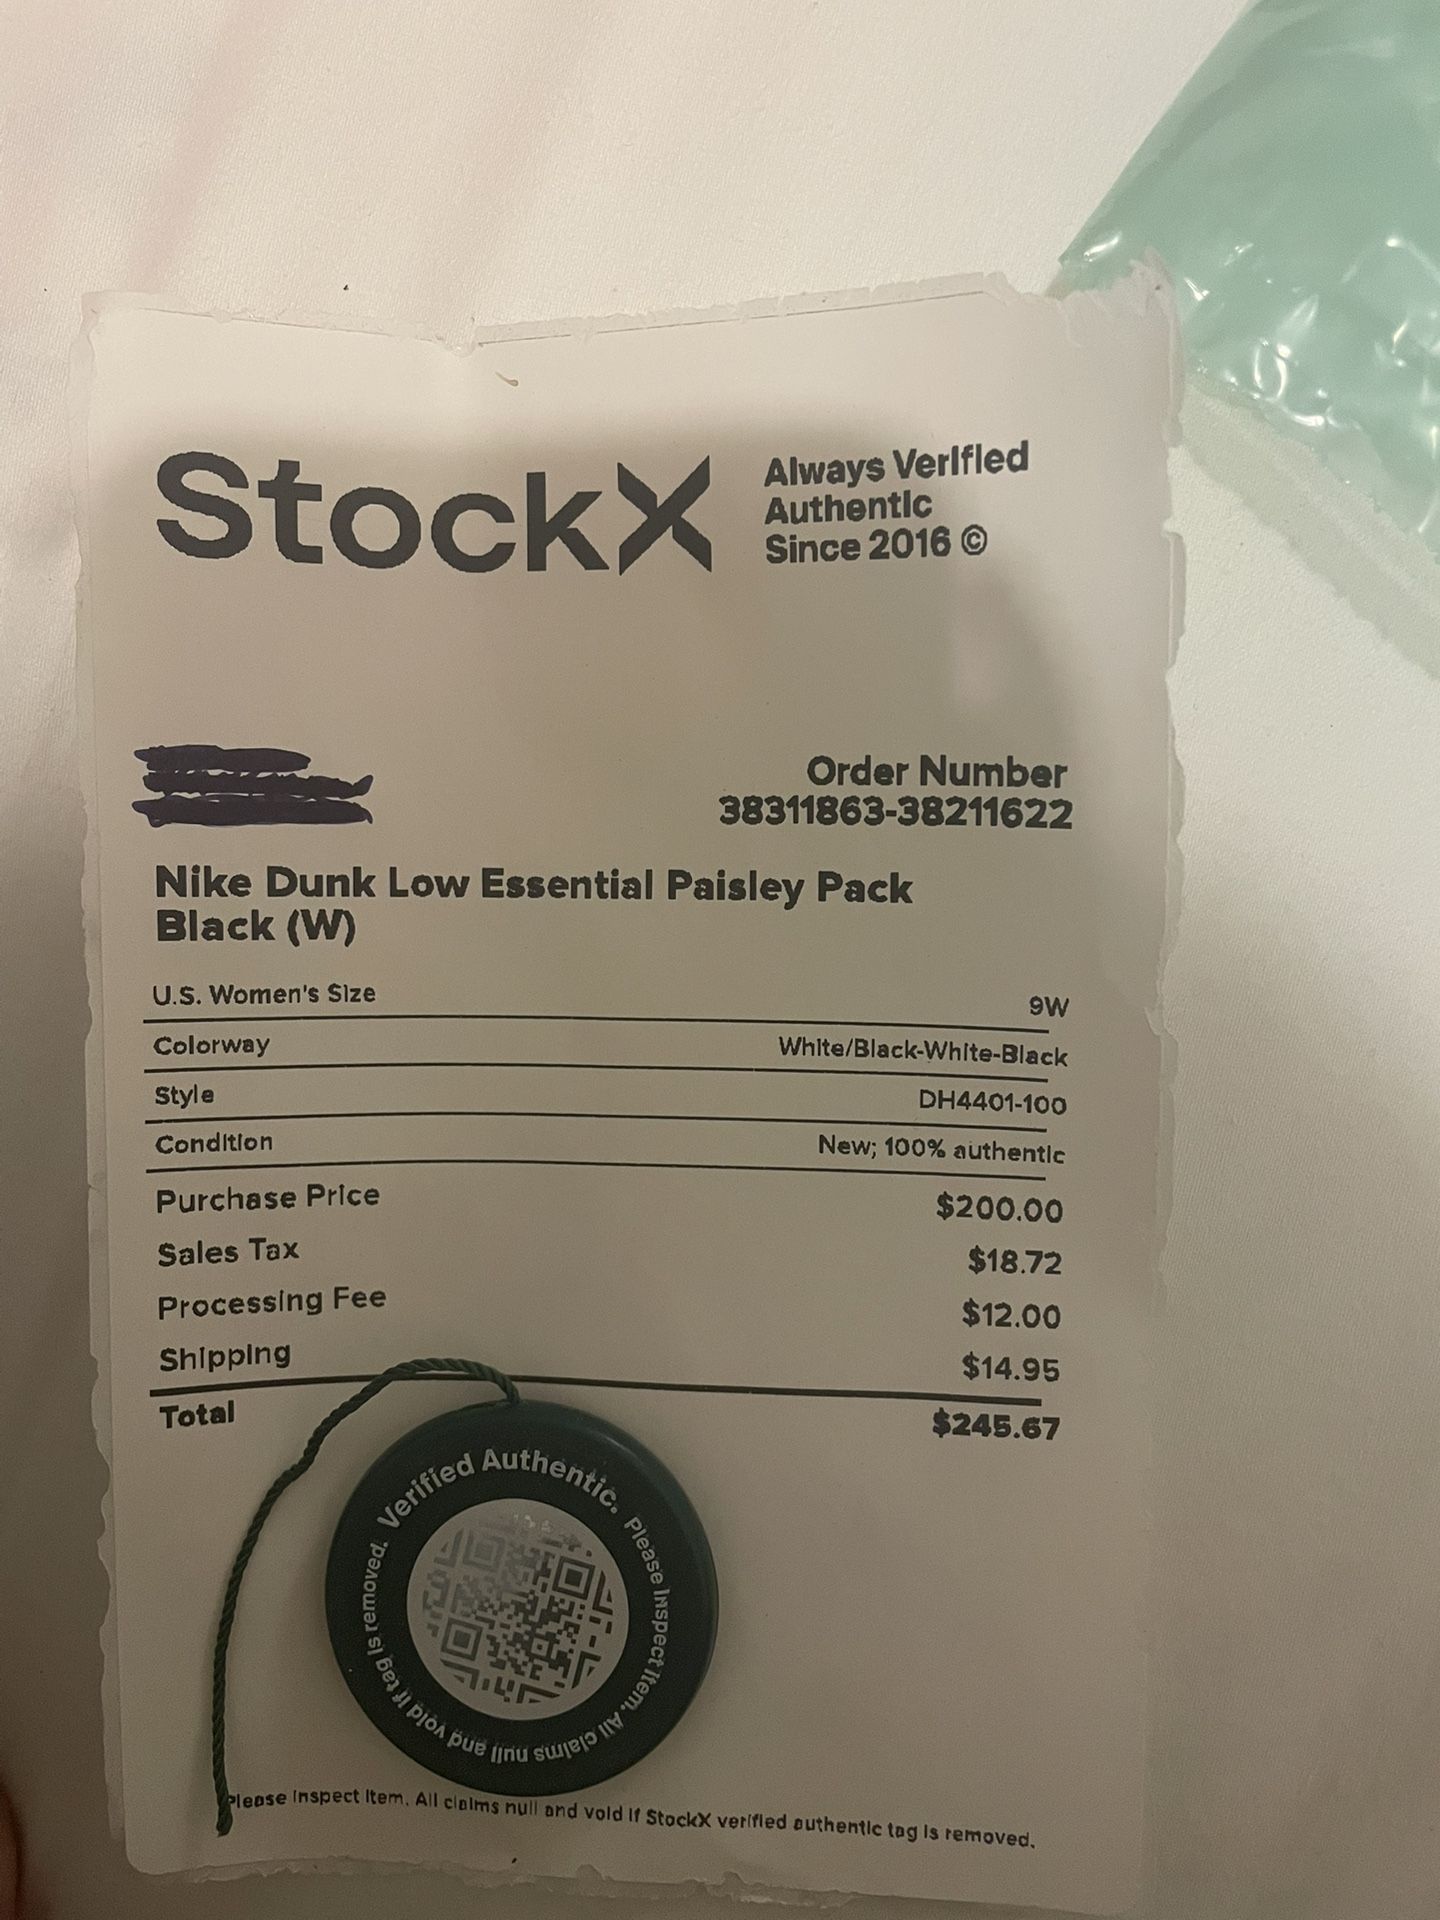 StockX
Always Verified
Authentic
Since 2016 ©
Order Number
38311863-38211622
Nike Dunk Low Essential Paisley Pack
Black (W)
U.S. Women's Size 9W
Colorway White/Black-White-Black
Style DH4401-100
Condition New; 100% authentic
Purchase Price $200.00
Sales Tax $18.72
Processing Fee $12.00
Shipping $14.95
Total $245.67
Verified Authentic. Please Inspect Item. All claims null and void if tag is removed.
Please inspect item. All claims null and void if StockX verified authentic tag is removed.